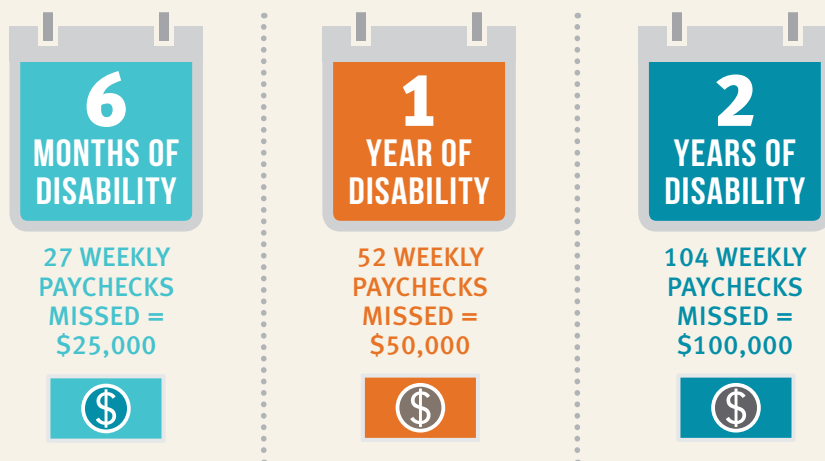 6
MONTHS OF
DISABILITY
27 WEEKLY
PAYCHECKS
MISSED =
$25,000
$
1
YEAR OF
DISABILITY
52 WEEKLY
PAYCHECKS
MISSED =
$50,000
$
2
YEARS OF
DISABILITY
104 WEEKLY
PAYCHECKS
MISSED =
$100,000
$